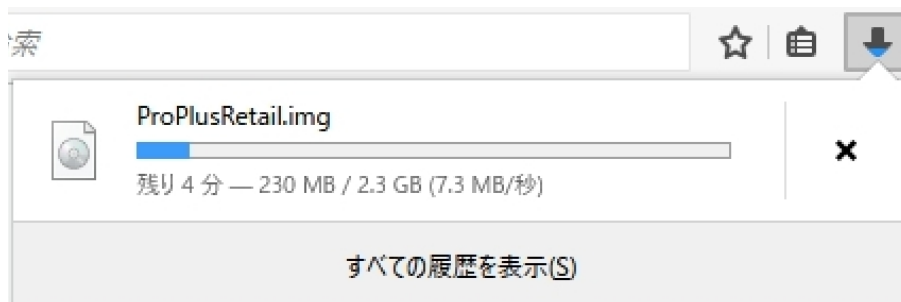 索
ProPlusRetail.img
残り 4 分 — 230 MB / 2.3 GB (7.3 MB/秒)
すべての履歴を表示(S)